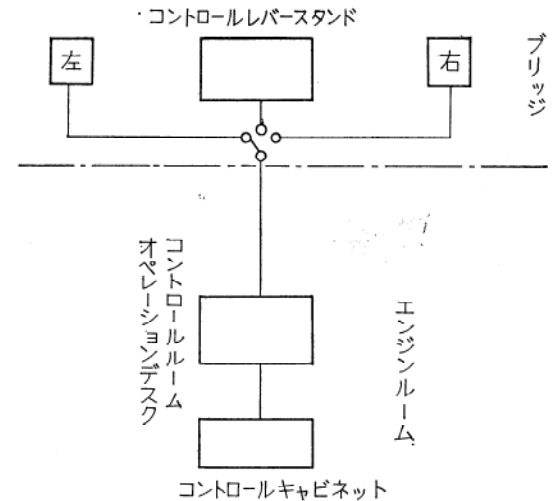 コントロールレバースタンド
左
右
ブリッジ
コントロールルーム
オペレーションデスク
エンジンルーム
コントロールキャビネット